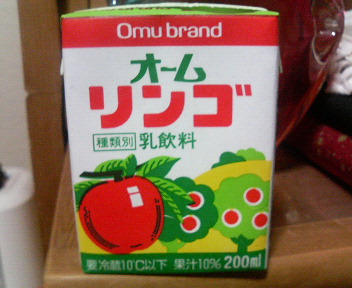 Omu brand
オーム
リンゴ
種類別 乳飲料
要冷蔵10℃以下 果汁10% 200ml